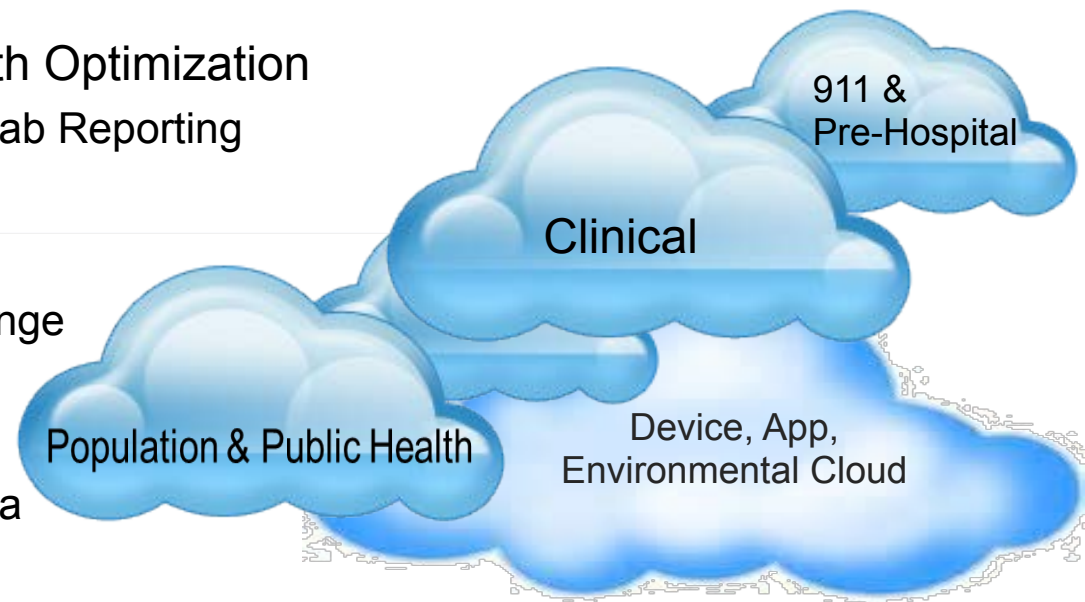 th Optimization
ab Reporting
911 &
Pre-Hospital
Clinical
nge
Population & Public Health
Device, App,
Environmental Cloud
a